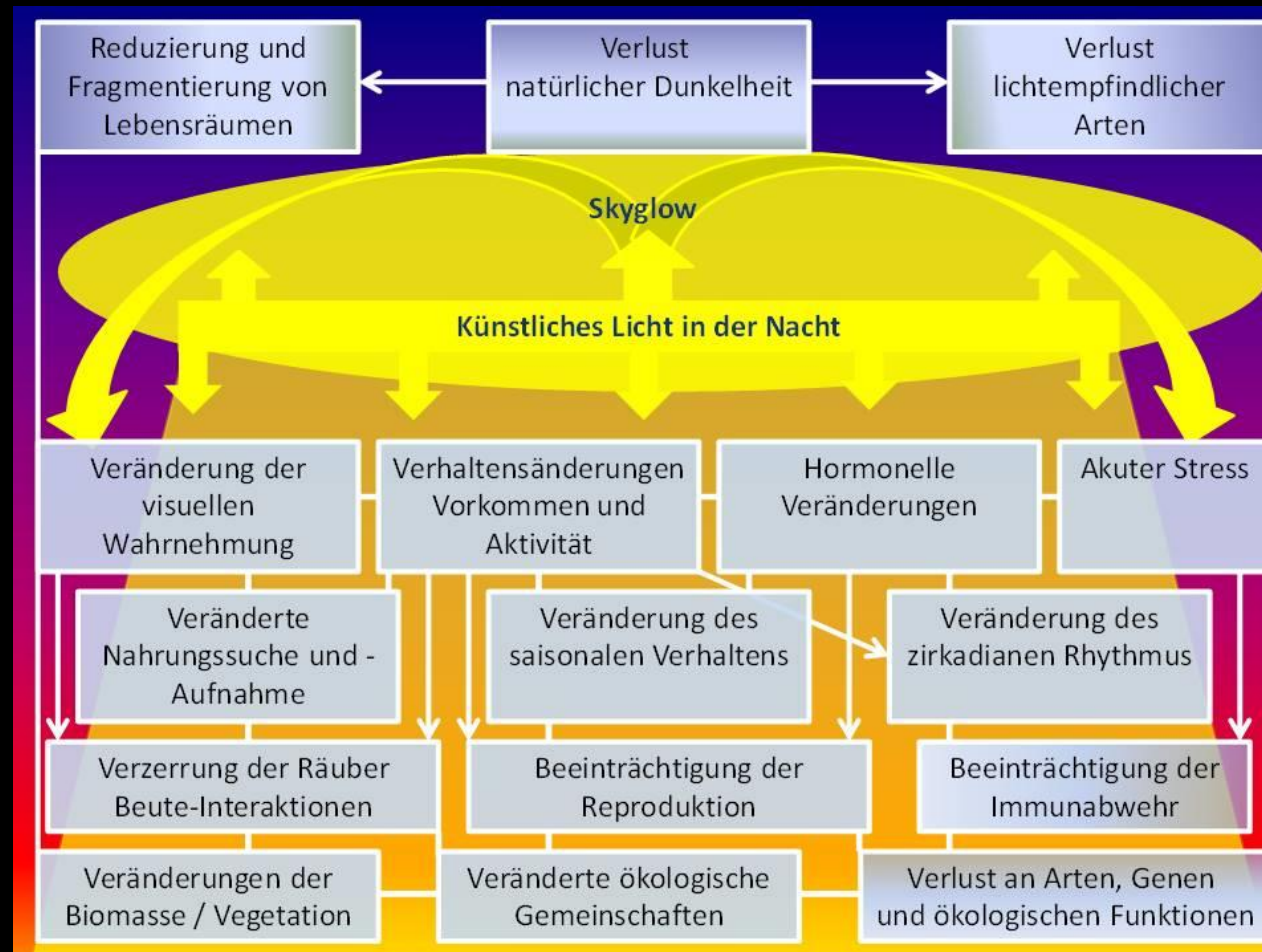 Reduzierung und
Fragmentierung von
Lebensräumen
Verlust
natürlicher Dunkelheit
Verlust
lichtempfindlicher
Arten
Skyglow
Künstliches Licht in der Nacht
Veränderung der
visuellen
Wahrnehmung
Verhaltensänderungen
Vorkommen und
Aktivität
Hormonelle
Veränderungen
Akuter Stress
Veränderte
Nahrungssuche und -
Aufnahme
Veränderung des
saisonalen Verhaltens
Veränderung des
zirkadianen Rhythmus
Verzerrung der Räuber
Beute-Interaktionen
Beeinträchtigung der
Reproduktion
Beeinträchtigung der
Immunabwehr
Veränderungen der
Biomasse / Vegetation
Veränderte ökologische
Gemeinschaften
Verlust an Arten, Genen
und ökologischen Funktionen